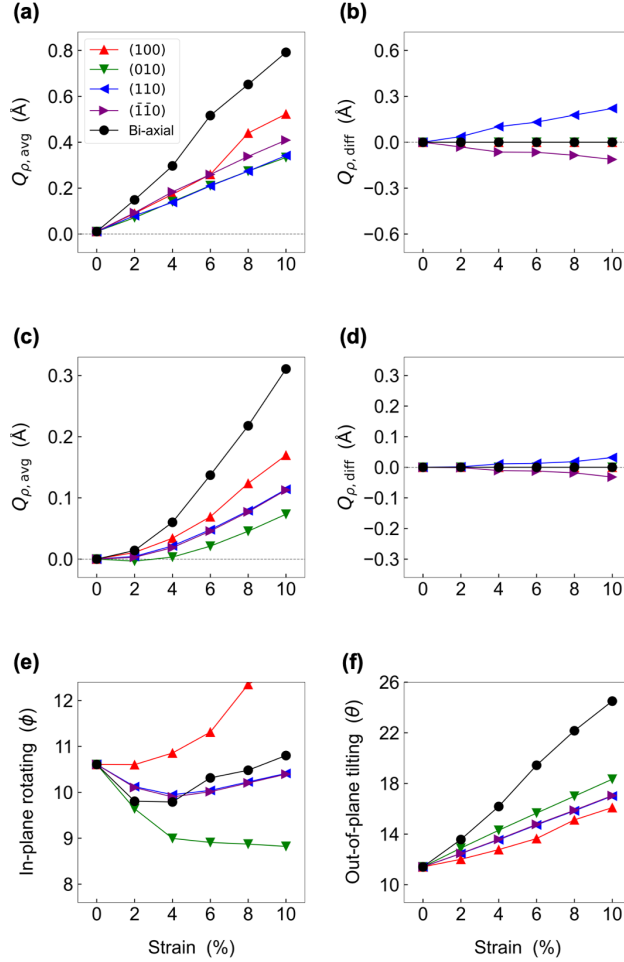 (a)
(b)
0.8
0.6
0.4
0.2
0.0
Qρ, avg (Å)
(100)
(010)
(110)
(1̅1̅0)
Bi-axial
0 2 4 6 8 10
0.6
0.3
0.0
−0.3
−0.6
Qρ, diff (Å)
0 2 4 6 8 10
(c)
(d)
0.3
0.2
0.1
0.0
Qρ, avg (Å)
0 2 4 6 8 10
0.3
0.2
0.1
0.0
−0.1
−0.2
−0.3
Qρ, diff (Å)
0 2 4 6 8 10
(e)
(f)
12
11
10
9
8
In-plane rotating (ϕ)
0 2 4 6 8 10
Strain (%)
26
22
18
14
10
Out-of-plane tilting (θ)
0 2 4 6 8 10
Strain (%)